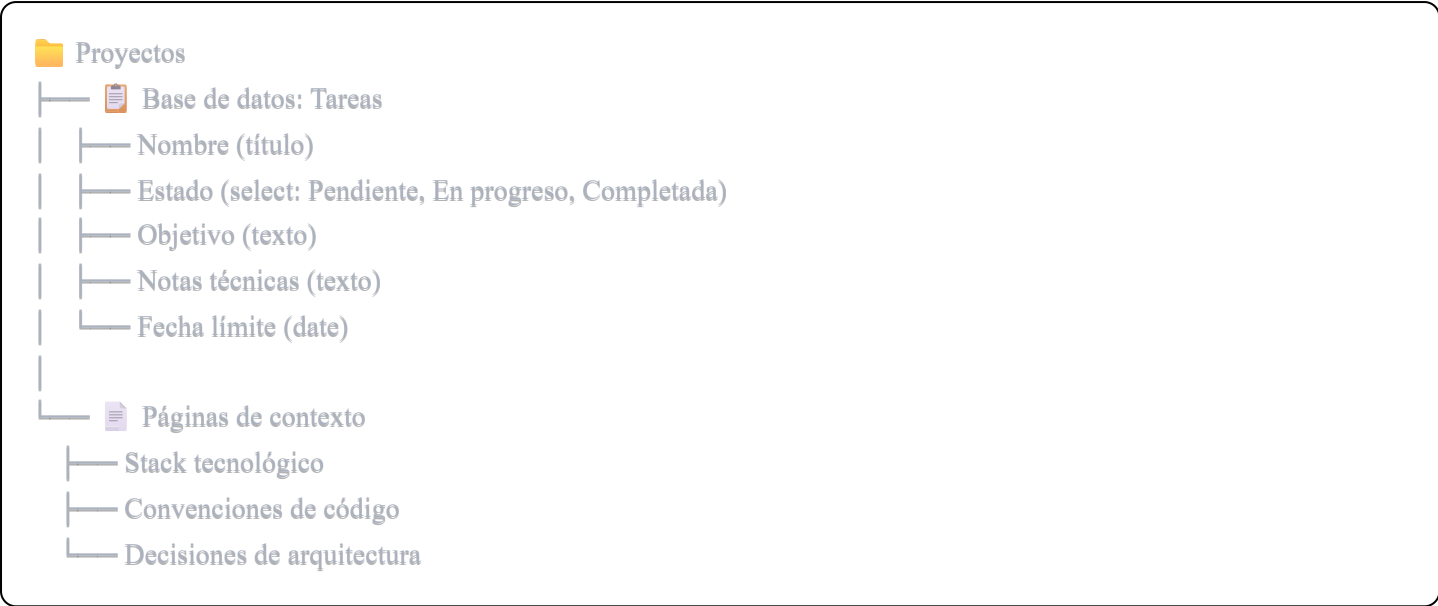 Proyectos
Base de datos: Tareas
Nombre (título)
Estado (select: Pendiente, En progreso, Completada)
Objetivo (texto)
Notas técnicas (texto)
Fecha límite (date)
Páginas de contexto
Stack tecnológico
Convenciones de código
Decisiones de arquitectura